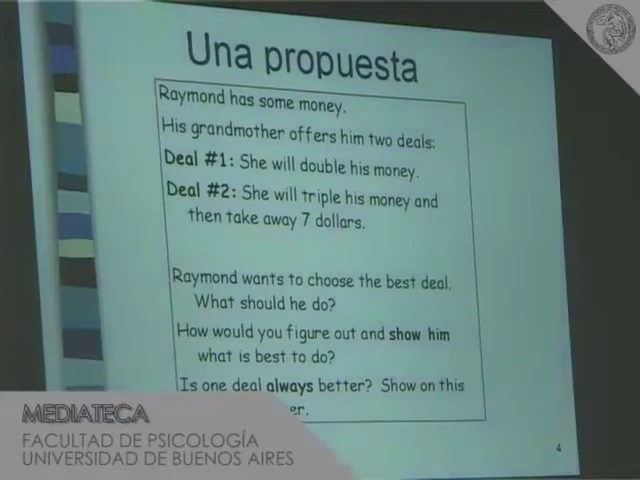 Una propuesta
Raymond has some money.
His grandmother offers him two deals:
Deal #1: She will double his money.
Deal #2: She will triple his money and
then take away 7 dollars.
Raymond wants to choose the best deal.
What should he do?
How would you figure out and show him
what is best to do?
Is one deal always better? Show on this
er.
4
MEDIATECA
FACULTAD DE PSICOLOGÍA
UNIVERSIDAD DE BUENOS AIRES